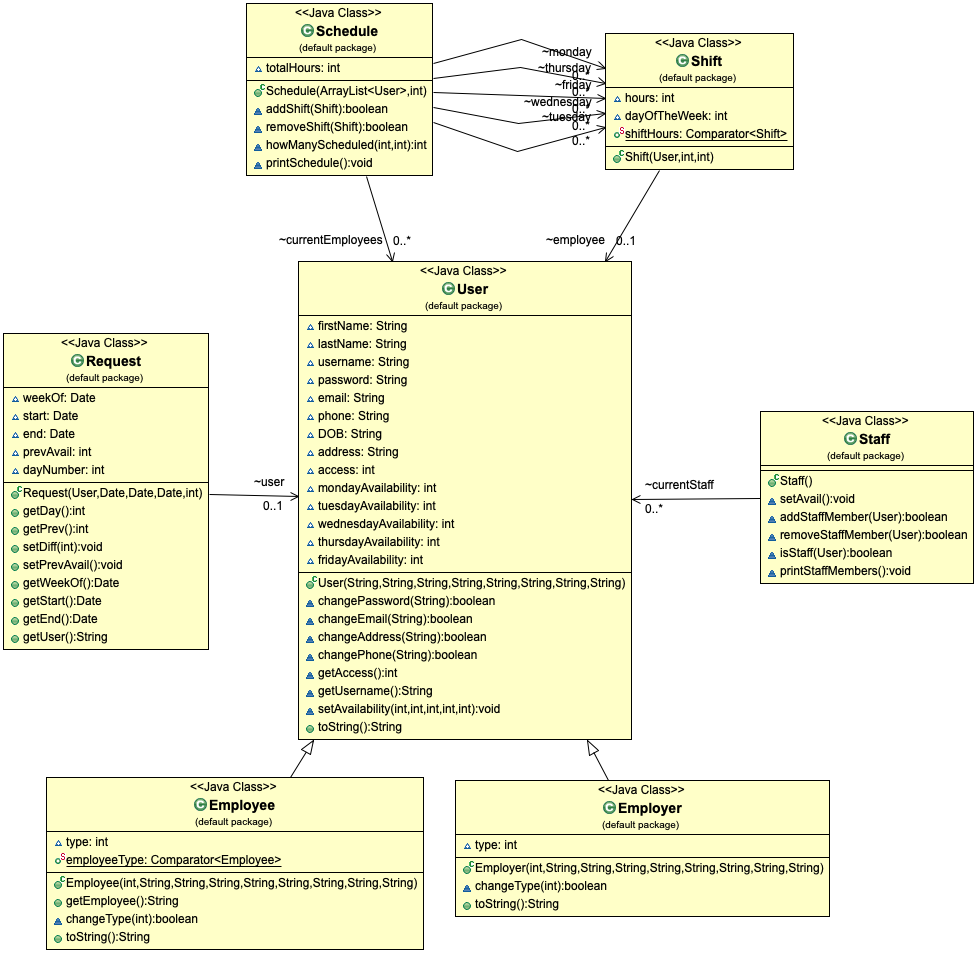 <<Java Class>>
Schedule
(default package)
totalHours: int
Schedule(ArrayList<User>,int)
addShift(Shift):boolean
removeShift(Shift):boolean
howManyScheduled(int,int):int
printSchedule():void
~monday
0..*
~thursday
0..*
~friday
0..*
~wednesday
0..*
~tuesday
0..*
<<Java Class>>
Shift
(default package)
hours: int
dayOfTheWeek: int
shiftHours: Comparator<Shift>
Shift(User,int,int)
~currentEmployees 0..*
~employee 0..1
<<Java Class>>
User
(default package)
firstName: String
lastName: String
username: String
password: String
email: String
phone: String
DOB: String
address: String
access: int
mondayAvailability: int
tuesdayAvailability: int
wednesdayAvailability: int
thursdayAvailability: int
fridayAvailability: int
User(String,String,String,String,String,String,String,String)
changePassword(String):boolean
changeEmail(String):boolean
changeAddress(String):boolean
changePhone(String):boolean
getAccess():int
getUsername():String
setAvailability(int,int,int,int,int):void
toString():String
<<Java Class>>
Request
(default package)
weekOf: Date
start: Date
end: Date
prevAvail: int
dayNumber: int
Request(User,Date,Date,Date,int)
getDay():int
getPrev():int
setDiff(int):void
setPrevAvail():void
getWeekOf():Date
getStart():Date
getEnd():Date
getUser():String
~user
0..1
~currentStaff
0..*
<<Java Class>>
Staff
(default package)
Staff()
setAvail():void
addStaffMember(User):boolean
removeStaffMember(User):boolean
isStaff(User):boolean
printStaffMembers():void
<<Java Class>>
Employee
(default package)
type: int
employeeType: Comparator<Employee>
Employee(int,String,String,String,String,String,String,String,String)
getEmployee():String
changeType(int):boolean
toString():String
<<Java Class>>
Employer
(default package)
type: int
Employer(int,String,String,String,String,String,String,String,String)
changeType(int):boolean
toString():String